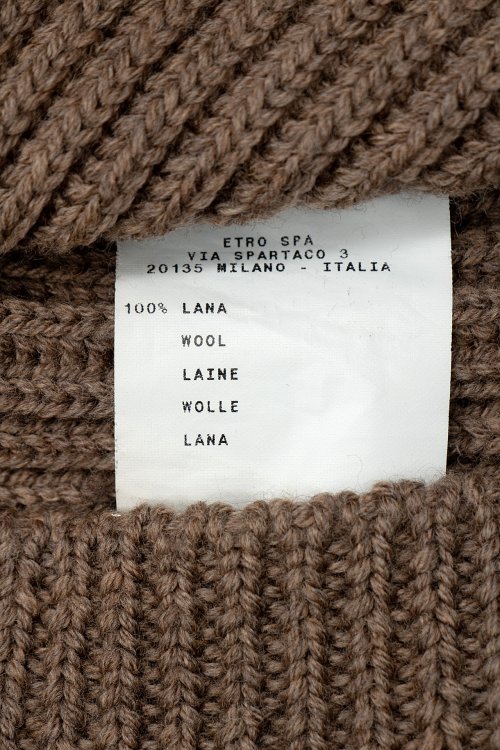 ETRO SPA
VIA SPARTACO 3
20135 MILANO - ITALIA
100% LANA
WOOL
LAINE
WOLLE
LANA